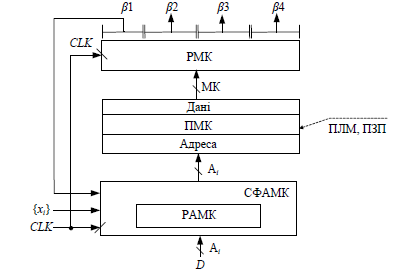 β1 β2 β3 β4
CLK
РМК
МК
Дані
ПМК
ПЛМ, ПЗП
Адреса
Ai
СФАМК
{xi}
РАМК
CLK
Ai
D